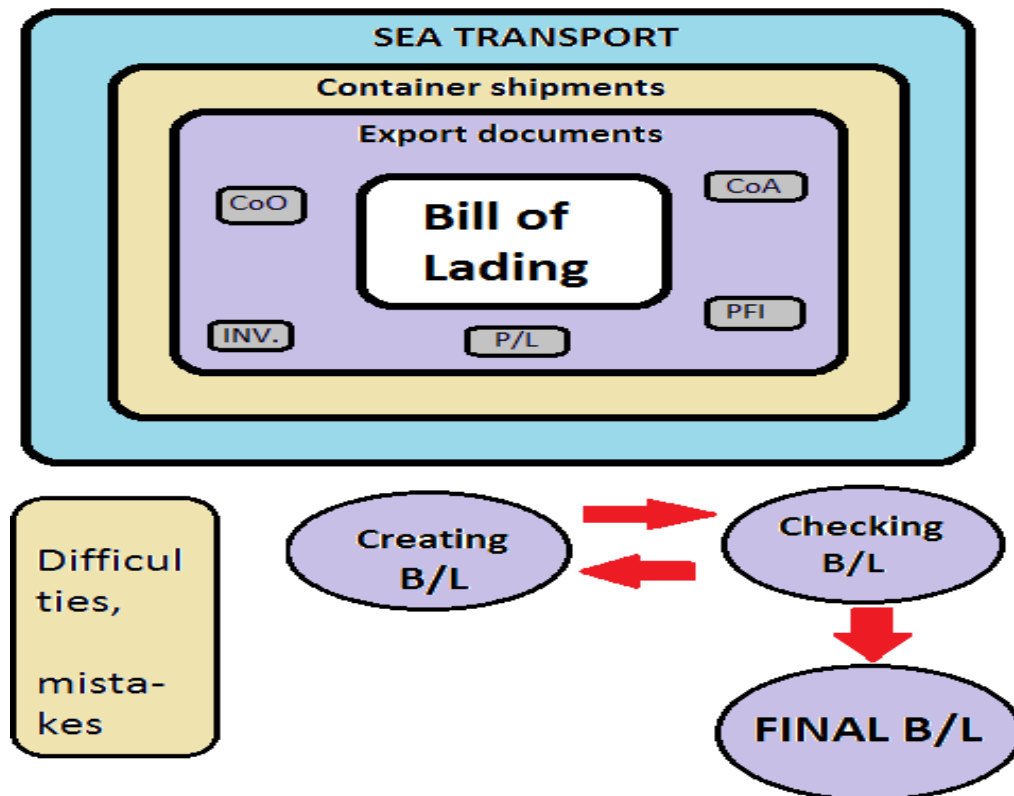 SEA TRANSPORT
Container shipments
Export documents
CoO
CoA
Bill of
Lading
INV.
P/L
PFI
Difficul
ties,
mista-
kes
Creating
B/L
Checking
B/L
FINAL B/L